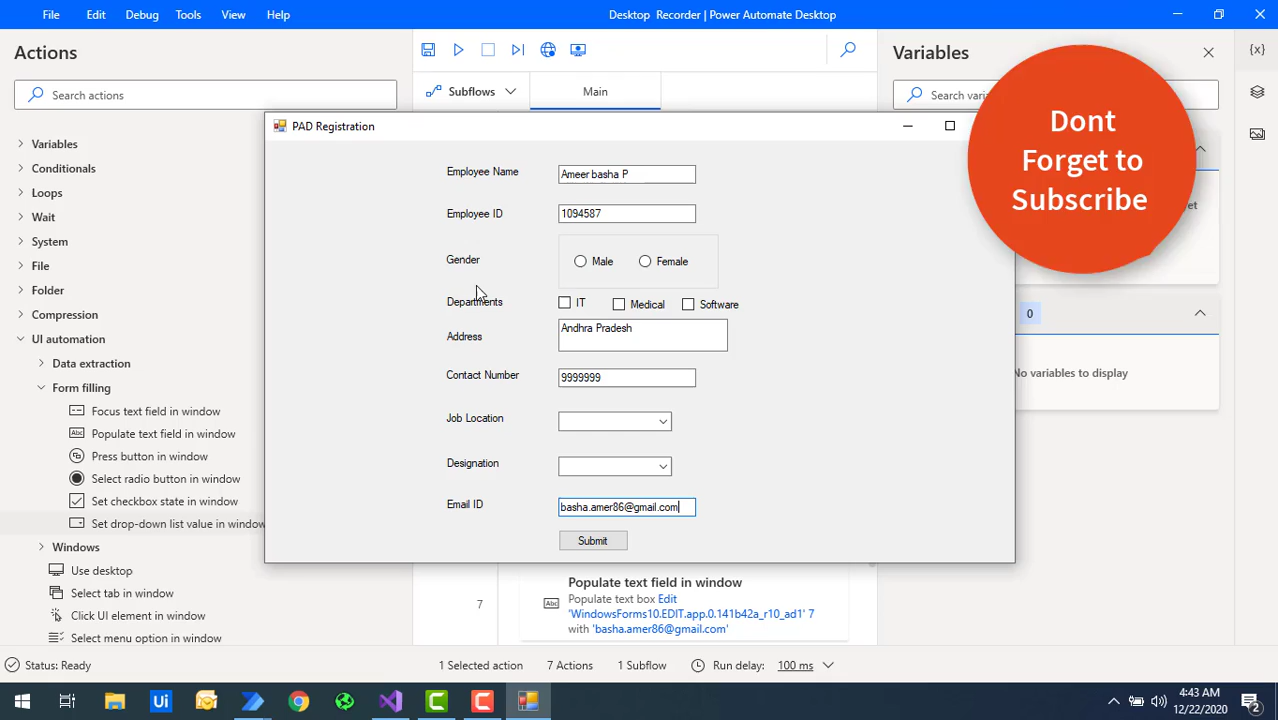 File
Edit
Debug
Tools
View
Help
Desktop Recorder | Power Automate Desktop
Actions
Search actions
Variables
Conditionals
Loops
Wait
System
File
Folder
Compression
UI automation
Data extraction
Form filling
Focus text field in window
Populate text field in window
Press button in window
Select radio button in window
Set checkbox state in window
Set drop-down list value in window
Windows
Use desktop
Select tab in window
Click UI element in window
Select menu option in window
Subflows
Main
PAD Registration
Employee Name
Ameer basha P
Employee ID
1094587
Gender
Male
Female
Departments
IT
Medical
Software
Address
Andhra Pradesh
Contact Number
9999999
Job Location
Designation
Email ID
basha.amer86@gmail.com
Submit
7
Populate text field in window
Abc
Populate text box Edit
'WindowsForms10.EDIT.app.0.141b42a_r10_ad1' 7
with 'basha.amer86@gmail.com'
Variables
{x}
Search
Dont
Forget to
Subscribe
0
No variables to display
Status: Ready
1 Selected action
7 Actions
1 Subflow
Run delay:
100 ms
4:43 AM
12/22/2020
2